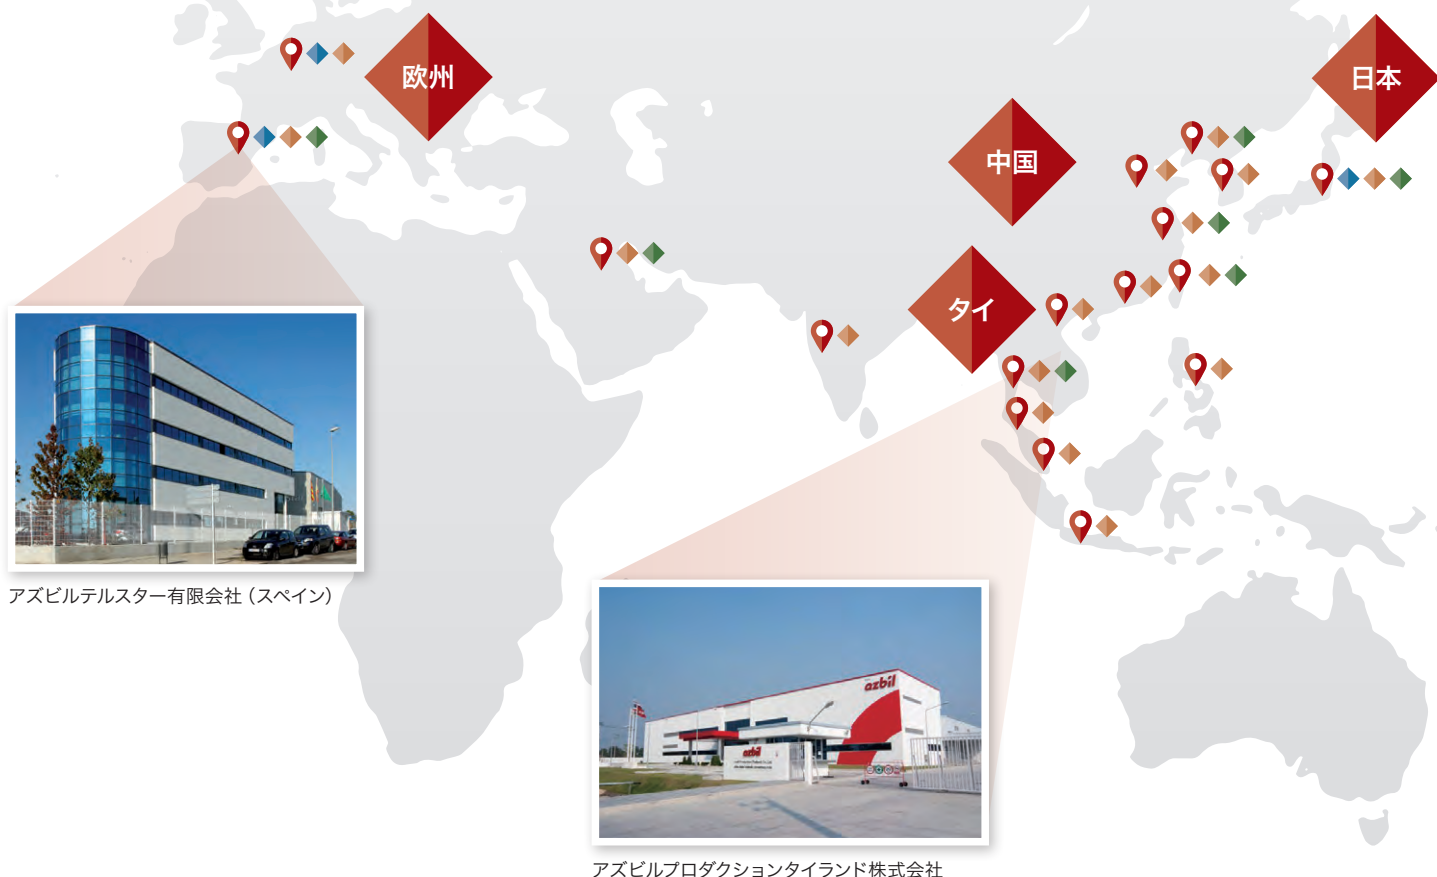 欧州
日本
中国
タイ
アズビルテルスター有限会社（スペイン）
azbil
azbil
アズビルプロダクションタイランド株式会社